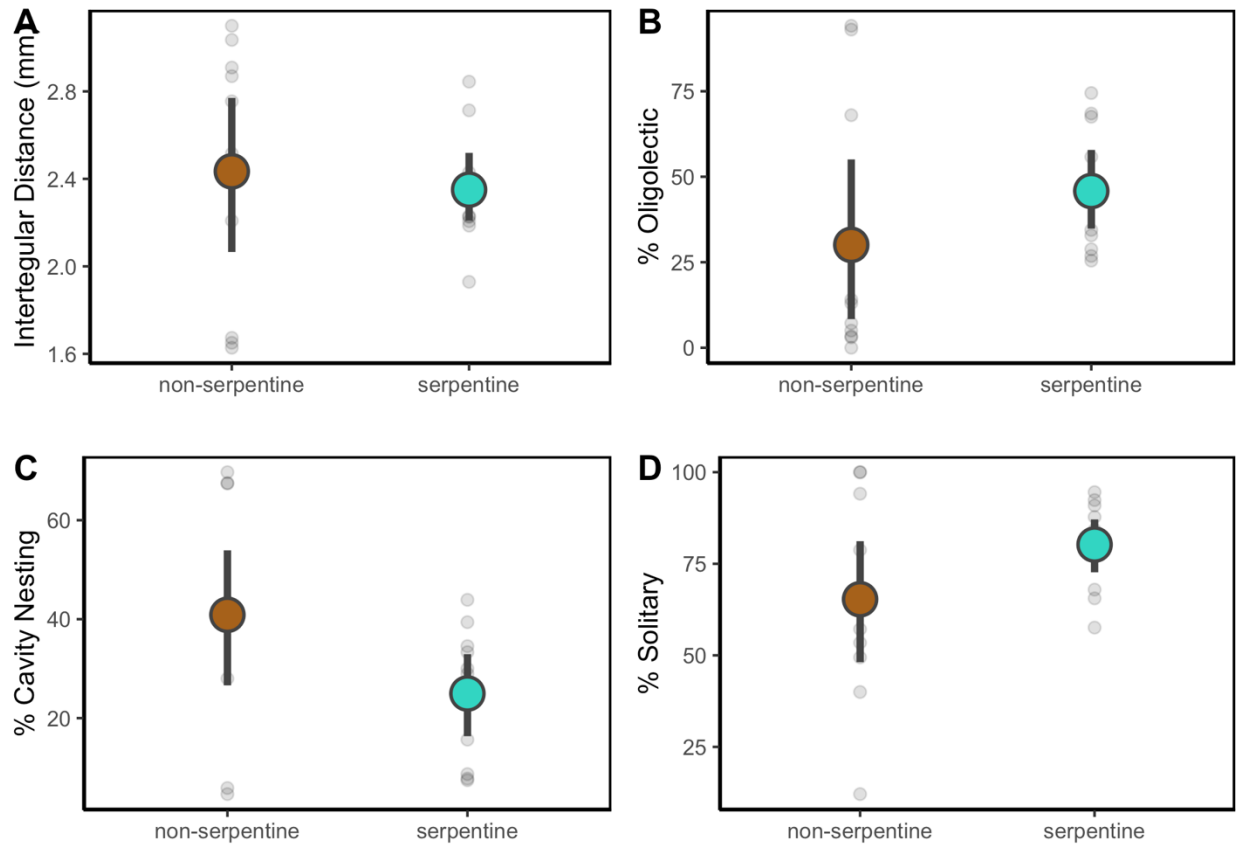 A
Intertegular Distance (mm)
2.8
2.4
2.0
1.6
non-serpentine serpentine
B
% Oligolectic
75
50
25
0
non-serpentine serpentine
C
% Cavity Nesting
60
40
20
non-serpentine serpentine
D
% Solitary
100
75
50
25
non-serpentine serpentine